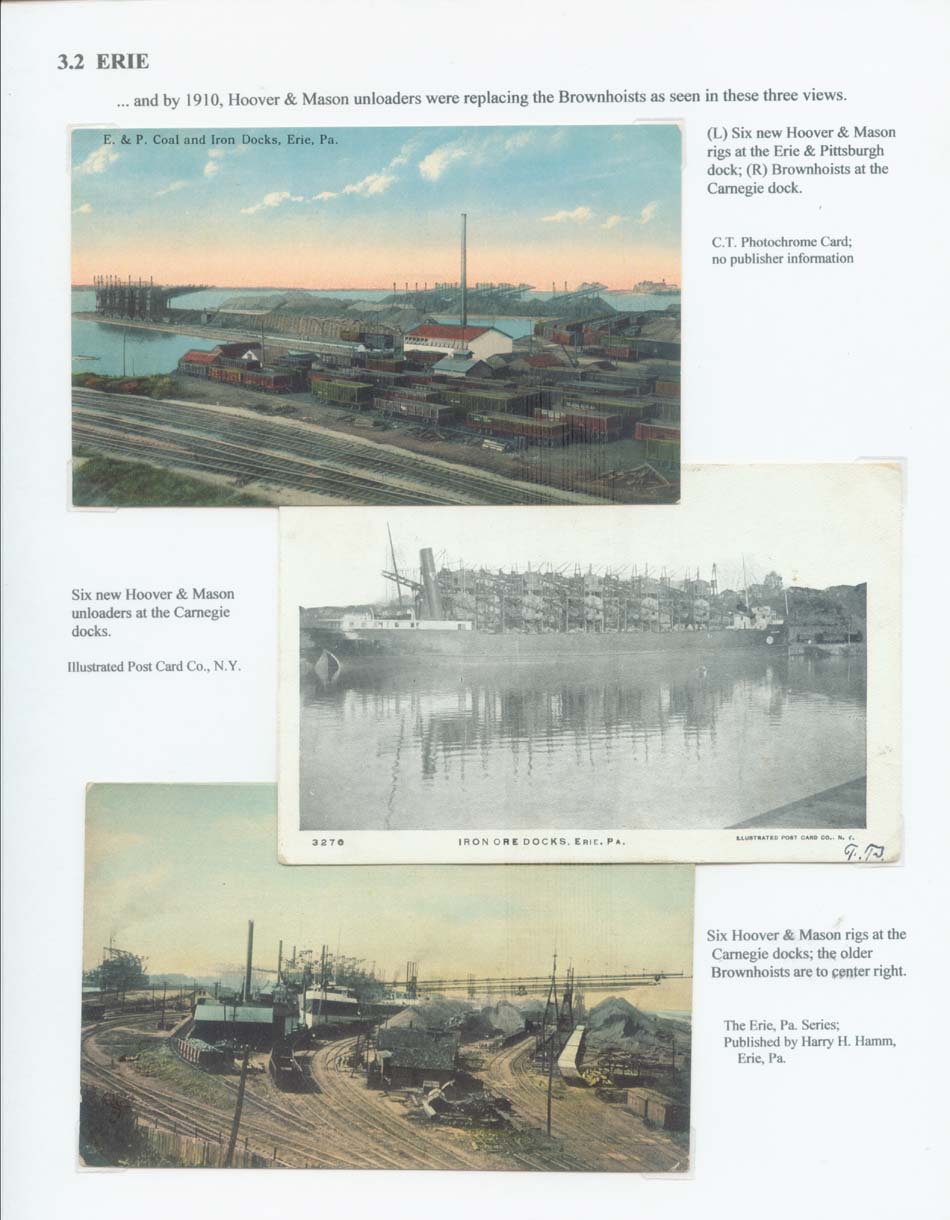 3.2 ERIE
... and by 1910, Hoover & Mason unloaders were replacing the Brownhoists as seen in these three views.
E. & P. Coal and Iron Docks, Erie, Pa.
(L) Six new Hoover & Mason
rigs at the Erie & Pittsburgh
dock; (R) Brownhoists at the
Carnegie dock.
C.T. Photochrome Card;
no publisher information
Six new Hoover & Mason
unloaders at the Carnegie
docks.
Illustrated Post Card Co., N.Y.
3276
IRON ORE DOCKS, ERIE, PA.
ILLUSTRATED POST CARD CO., N. Y.
Six Hoover & Mason rigs at the
Carnegie docks; the older
Brownhoists are to center right.
The Erie, Pa. Series;
Published by Harry H. Hamm,
Erie, Pa.